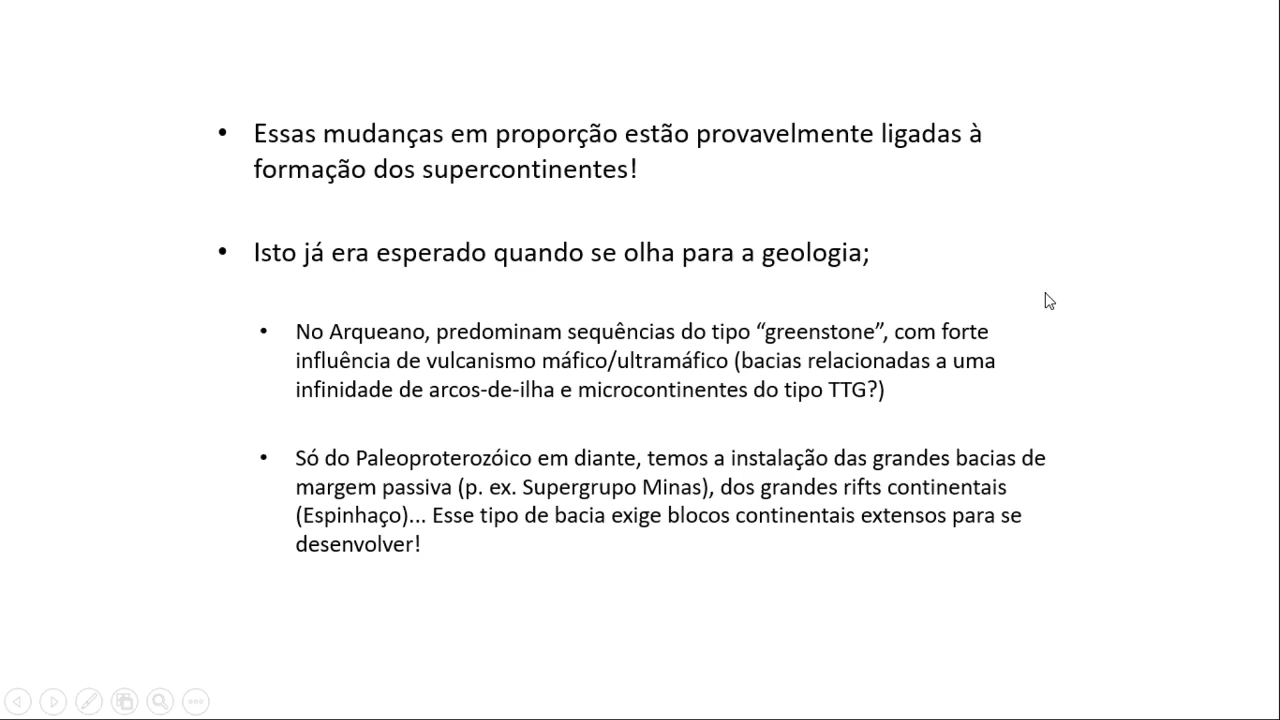 • Essas mudanças em proporção estão provavelmente ligadas à
formação dos supercontinentes!
• Isto já era esperado quando se olha para a geologia;
• No Arqueano, predominam sequências do tipo “greenstone”, com forte
influência de vulcanismo máfico/ultramáfico (bacias relacionadas a uma
infinidade de arcos-de-ilha e microcontinentes do tipo TTG?)
• Só do Paleoproterozóico em diante, temos a instalação das grandes bacias de
margem passiva (p. ex. Supergrupo Minas), dos grandes rifts continentais
(Espinhaço)... Esse tipo de bacia exige blocos continentais extensos para se
desenvolver!